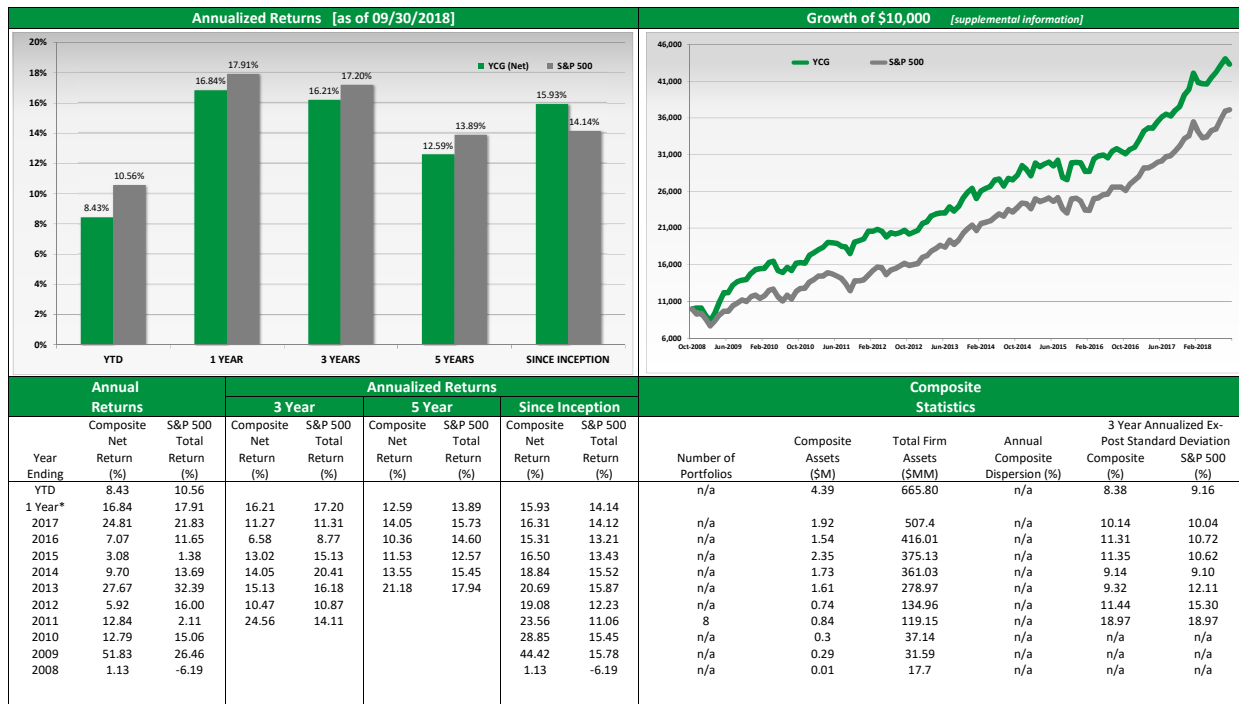 Annualized Returns [as of 09/30/2018]
20%
18%
16%
14%
12%
10%
8%
6%
4%
2%
0%
YCG (Net) S&P 500
8.43% 10.56%
16.84% 17.91%
16.21% 17.20%
12.59% 13.89%
15.93% 14.14%
YTD 1 YEAR 3 YEARS 5 YEARS SINCE INCEPTION
Growth of $10,000 [supplemental information]
46,000
41,000
36,000
31,000
26,000
21,000
16,000
11,000
6,000
YCG S&P 500
Oct-2008 Jun-2009 Feb-2010 Oct-2010 Jun-2011 Feb-2012 Oct-2012 Jun-2013 Feb-2014 Oct-2014 Jun-2015 Feb-2016 Oct-2016 Jun-2017 Feb-2018
Annual Returns
Annualized Returns
3 Year 5 Year Since Inception
Composite Statistics
Year Ending
Composite Net Return (%)
S&P 500 Total Return (%)
Composite Net Return (%)
S&P 500 Total Return (%)
Composite Net Return (%)
S&P 500 Total Return (%)
Composite Net Return (%)
S&P 500 Total Return (%)
Number of Portfolios
Composite Assets ($M)
Total Firm Assets ($MM)
Annual Composite Dispersion (%)
3 Year Annualized Ex-Post Standard Deviation
Composite (%)
S&P 500 (%)
YTD 8.43 10.56 n/a 4.39 665.80 n/a 8.38 9.16
1 Year* 16.84 17.91 16.21 17.20 12.59 13.89 15.93 14.14
2017 24.81 21.83 11.27 11.31 14.05 15.73 16.31 14.12 n/a 1.92 507.4 n/a 10.14 10.04
2016 7.07 11.65 6.58 8.77 10.36 14.60 15.31 13.21 n/a 1.54 416.01 n/a 11.31 10.72
2015 3.08 1.38 13.02 15.13 11.53 12.57 16.50 13.43 n/a 2.35 375.13 n/a 11.35 10.62
2014 9.70 13.69 14.05 20.41 13.55 15.45 18.84 15.52 n/a 1.73 361.03 n/a 9.14 9.10
2013 27.67 32.39 15.13 16.18 21.18 17.94 20.69 15.87 n/a 1.61 278.97 n/a 9.32 12.11
2012 5.92 16.00 10.47 10.87 19.08 12.23 n/a 0.74 134.96 n/a 11.44 15.30
2011 12.84 2.11 24.56 14.11 23.56 11.06 8 0.84 119.15 n/a 18.97 18.97
2010 12.79 15.06 28.85 15.45 n/a 0.3 37.14 n/a n/a n/a
2009 51.83 26.46 44.42 15.78 n/a 0.29 31.59 n/a n/a n/a
2008 1.13 -6.19 1.13 -6.19 n/a 0.01 17.7 n/a n/a n/a